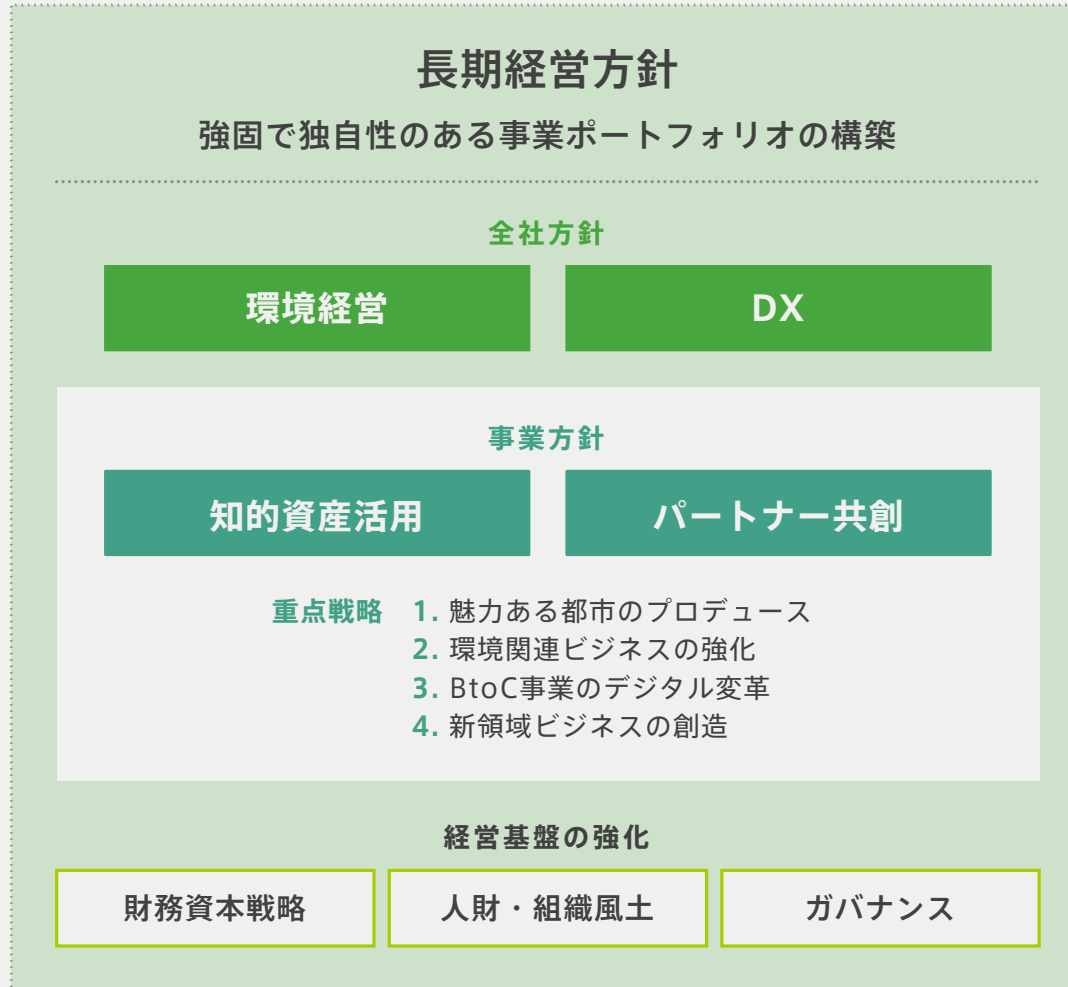 長期経営方針
強固で独自性のある事業ポートフォリオの構築
全社方針
環境経営
DX
事業方針
知的資産活用
パートナー共創
重点戦略 1. 魅力ある都市のプロデュース
2. 環境関連ビジネスの強化
3. BtoC事業のデジタル変革
4. 新領域ビジネスの創造
経営基盤の強化
財務資本戦略
人財・組織風土
ガバナンス